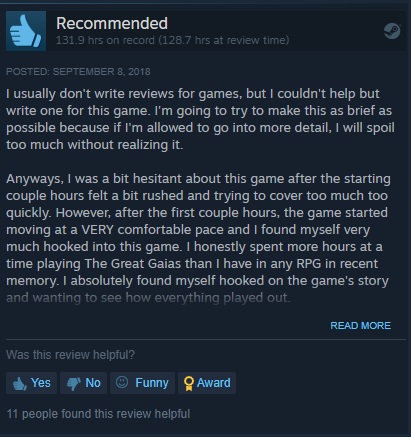 Recommended
131.9 hrs on record (128.7 hrs at review time)
POSTED: SEPTEMBER 8, 2018
I usually don't write reviews for games, but I couldn't help but
write one for this game. I'm going to try to make this as brief as
possible because if I'm allowed to go into more detail, I will spoil
too much without realizing it.
Anyways, I was a bit hesitant about this game after the starting
couple hours felt a bit rushed and trying to cover too much too
quickly. However, after the first couple hours, the game started
moving at a VERY comfortable pace and I found myself very
much hooked into this game. I honestly spent more hours at a
time playing The Great Gaias than I have in any RPG in recent
memory. I absolutely found myself hooked on the game's story
and wanting to see how everything played out.
READ MORE
Was this review helpful?
Yes No Funny Award
11 people found this review helpful